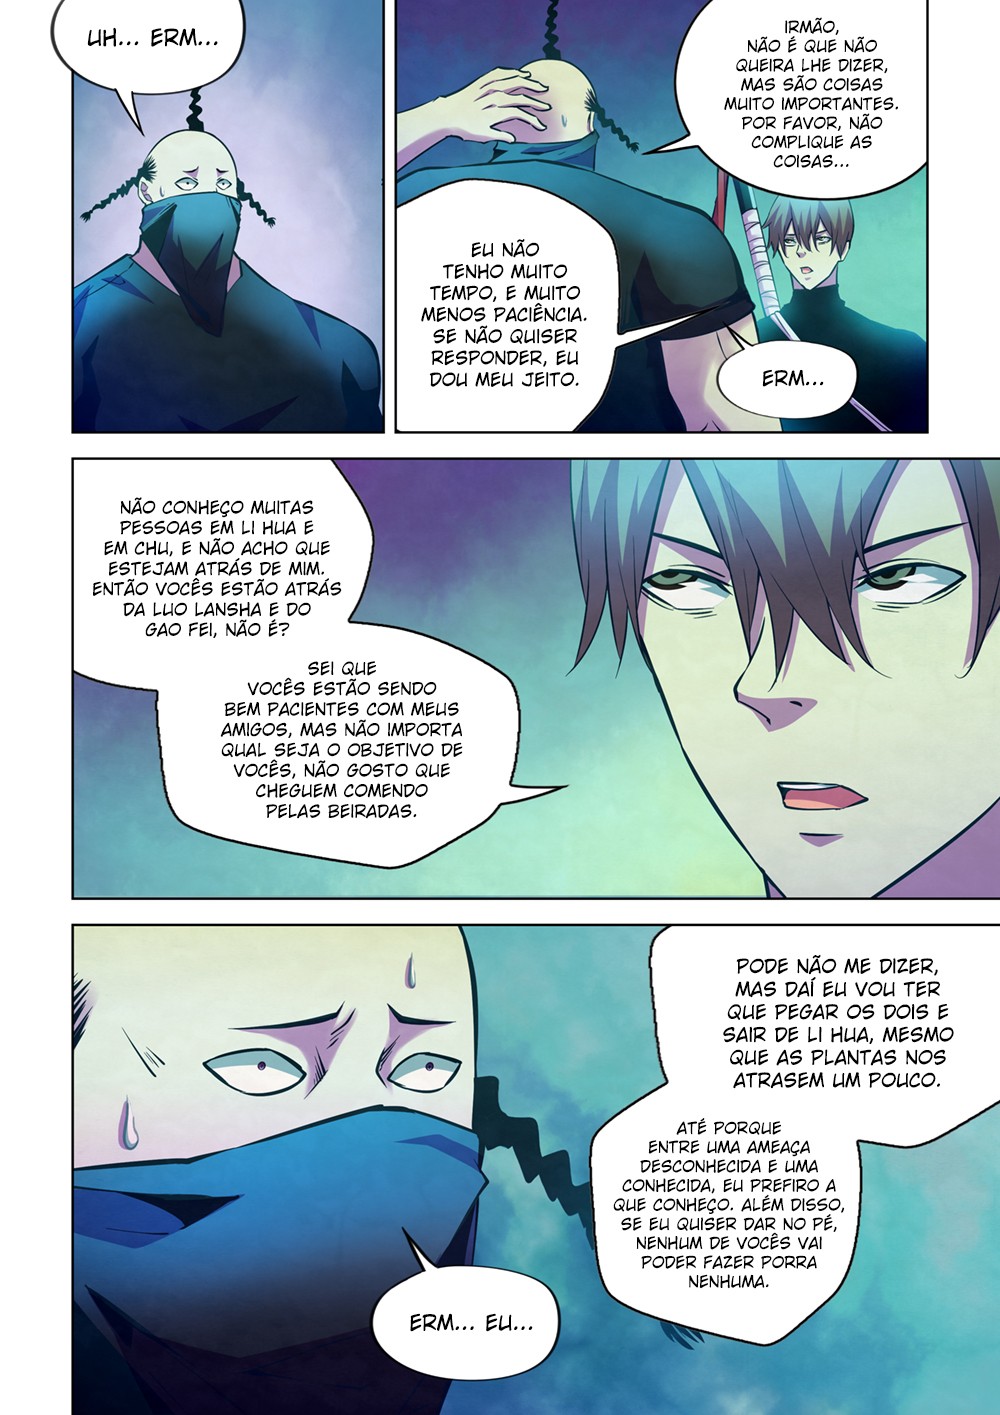 UH... ERM...
IRMÃO,
NÃO É QUE NÃO
QUEIRA LHE DIZER,
MAS SÃO COISAS
MUITO IMPORTANTES.
POR FAVOR, NÃO
COMPLIQUE AS
COISAS...
EU NÃO
TENHO MUITO
TEMPO, E MUITO
MENOS PACIÊNCIA.
SE NÃO QUISER
RESPONDER, EU
DOU MEU JEITO.
ERM...
NÃO CONHEÇO MUITAS
PESSOAS EM LI HUA E
EM CHU, E NÃO ACHO QUE
ESTEJAM ATRÁS DE MIM.
ENTÃO VOCÊS ESTÃO ATRÁS
DA LUO LANSHA E DO
GAO FEI, NÃO É?
SEI QUE
VOCÊS ESTÃO SENDO
BEM PACIENTES COM MEUS
AMIGOS, MAS NÃO IMPORTA
QUAL SEJA O OBJETIVO DE
VOCÊS, NÃO GOSTO QUE
CHEGUEM COMENDO
PELAS BEIRADAS.
PODE NÃO ME DIZER,
MAS DAÍ EU VOU TER
QUE PEGAR OS DOIS E
SAIR DE LI HUA, MESMO
QUE AS PLANTAS NOS
ATRASEM UM POUCO.
ATÉ PORQUE
ENTRE UMA AMEAÇA
DESCONHECIDA E UMA
CONHECIDA, EU PREFIRO A
QUE CONHEÇO. ALÉM DISSO,
SE EU QUISER DAR NO PÉ,
NENHUM DE VOCÊS VAI
PODER FAZER PORRA
NENHUMA.
ERM... EU...